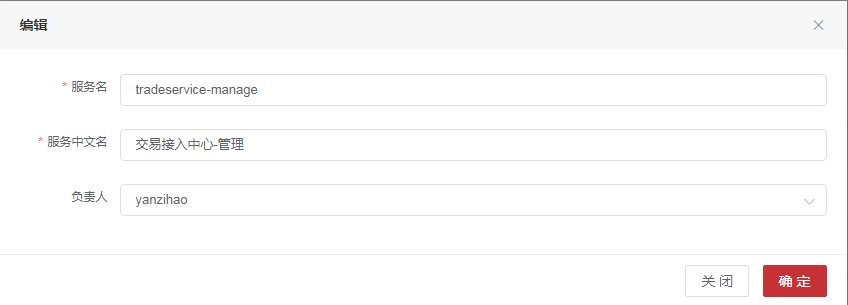 编辑
* 服务名 tradeservice-manage
* 服务中文名 交易接入中心-管理
负责人 yanzihao
关 闭 确 定